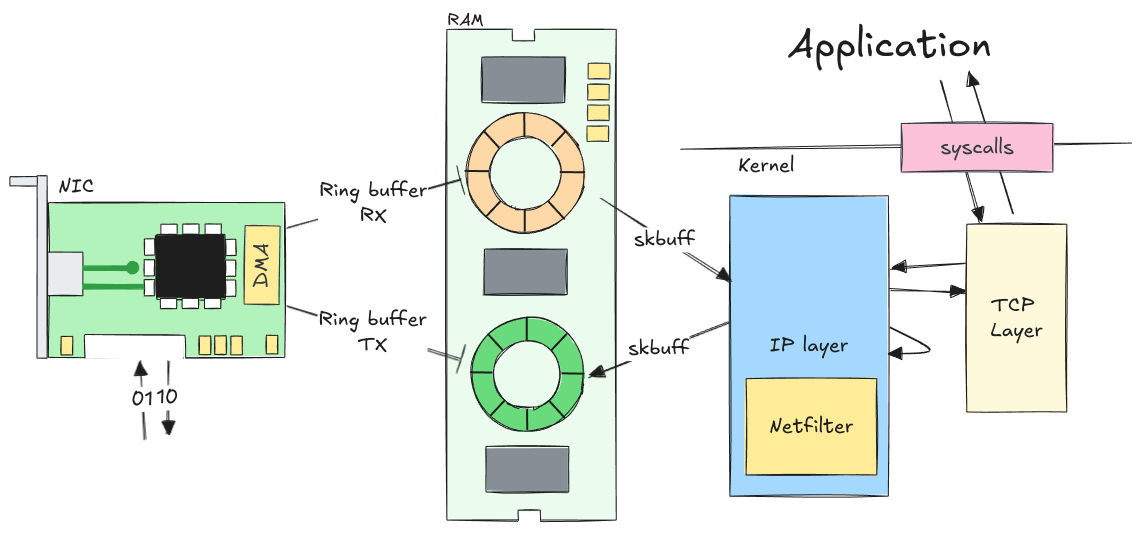 RAM
Application
syscalls
Kernel
NIC
Ring buffer
RX
DMA
skbuff
Ring buffer
TX
skbuff
IP layer
TCP
Layer
Netfilter
0110